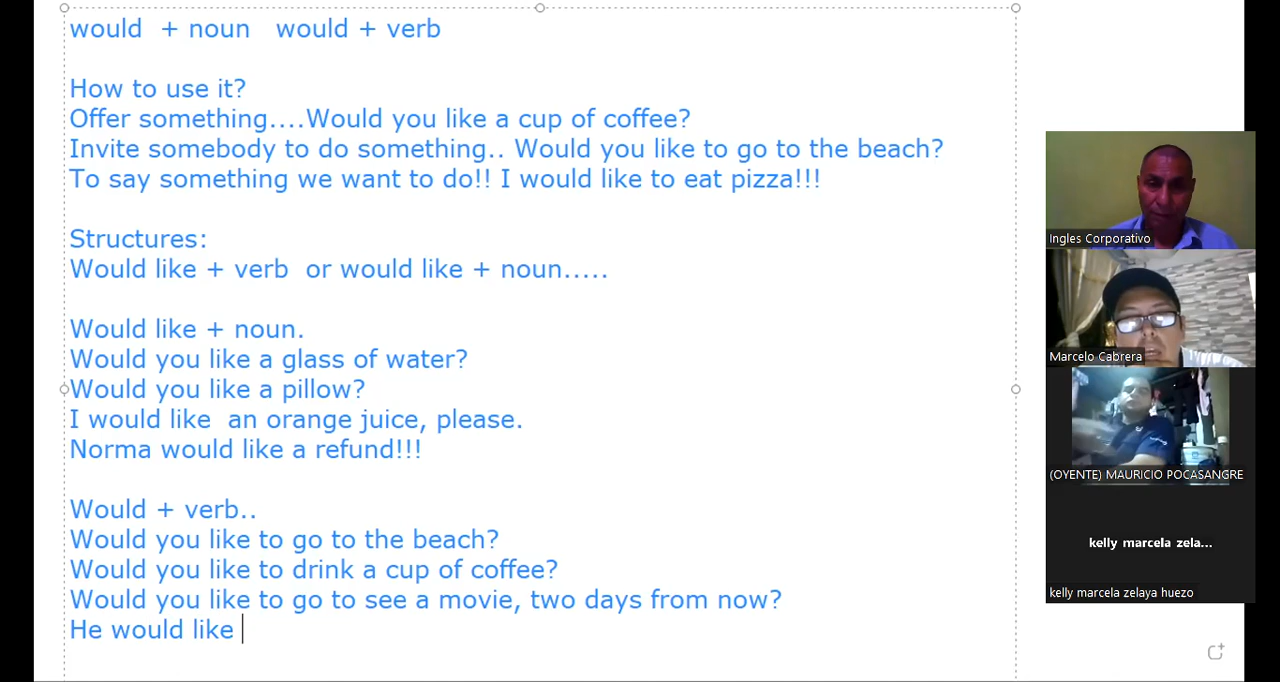 would + noun would + verb
How to use it?
Offer something....Would you like a cup of coffee?
Invite somebody to do something.. Would you like to go to the beach?
To say something we want to do!! I would like to eat pizza!!!
Structures:
Would like + verb or would like + noun.....
Would like + noun.
Would you like a glass of water?
Would you like a pillow?
I would like an orange juice, please.
Norma would like a refund!!!
Would + verb..
Would you like to go to the beach?
Would you like to drink a cup of coffee?
Would you like to go to see a movie, two days from now?
He would like
Ingles Corporativo
Marcelo Cabrera
(OYENTE) MAURICIO POCASANGRE
kelly marcela zela...
kelly marcela zelaya huezo